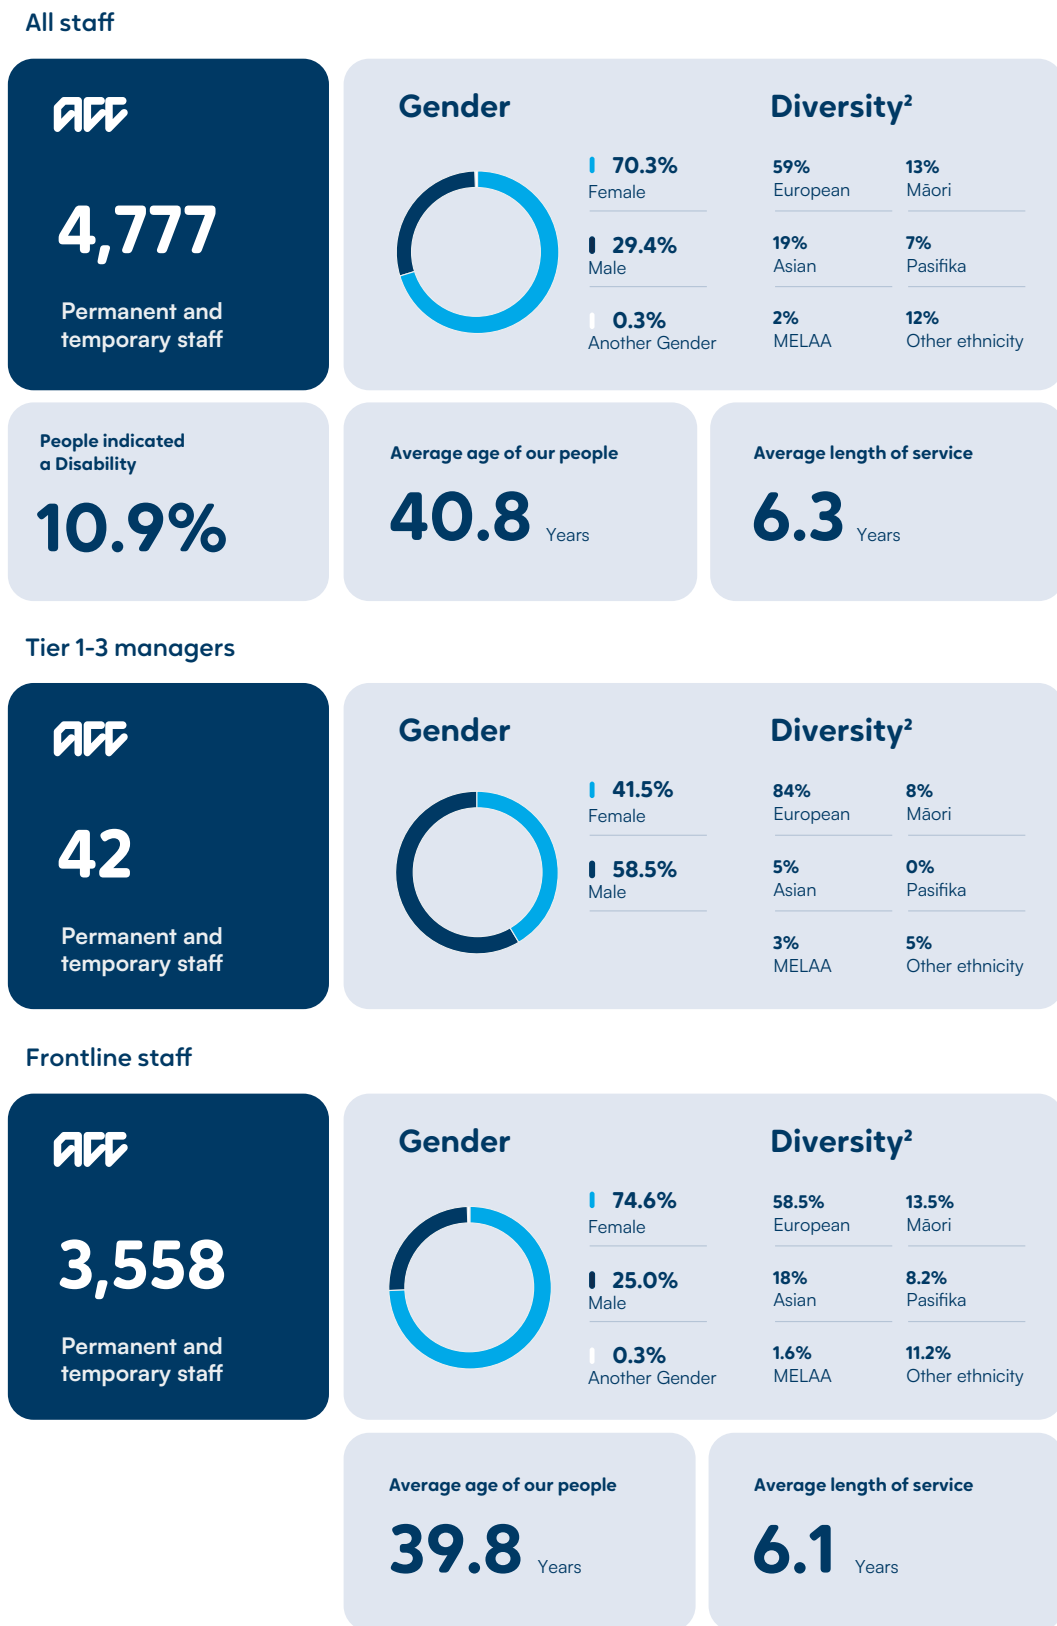 All staff
ACC
4,777
Permanent and
temporary staff
Gender
70.3%
Female
29.4%
Male
0.3%
Another Gender
Diversity²
59%
European
13%
Māori
19%
Asian
7%
Pasifika
2%
MELAA
12%
Other ethnicity
People indicated
a Disability
10.9%
Average age of our people
40.8 Years
Average length of service
6.3 Years
Tier 1-3 managers
ACC
42
Permanent and
temporary staff
Gender
41.5%
Female
58.5%
Male
Diversity²
84%
European
8%
Māori
5%
Asian
0%
Pasifika
3%
MELAA
5%
Other ethnicity
Frontline staff
ACC
3,558
Permanent and
temporary staff
Gender
74.6%
Female
25.0%
Male
0.3%
Another Gender
Diversity²
58.5%
European
13.5%
Māori
18%
Asian
8.2%
Pasifika
1.6%
MELAA
11.2%
Other ethnicity
Average age of our people
39.8 Years
Average length of service
6.1 Years